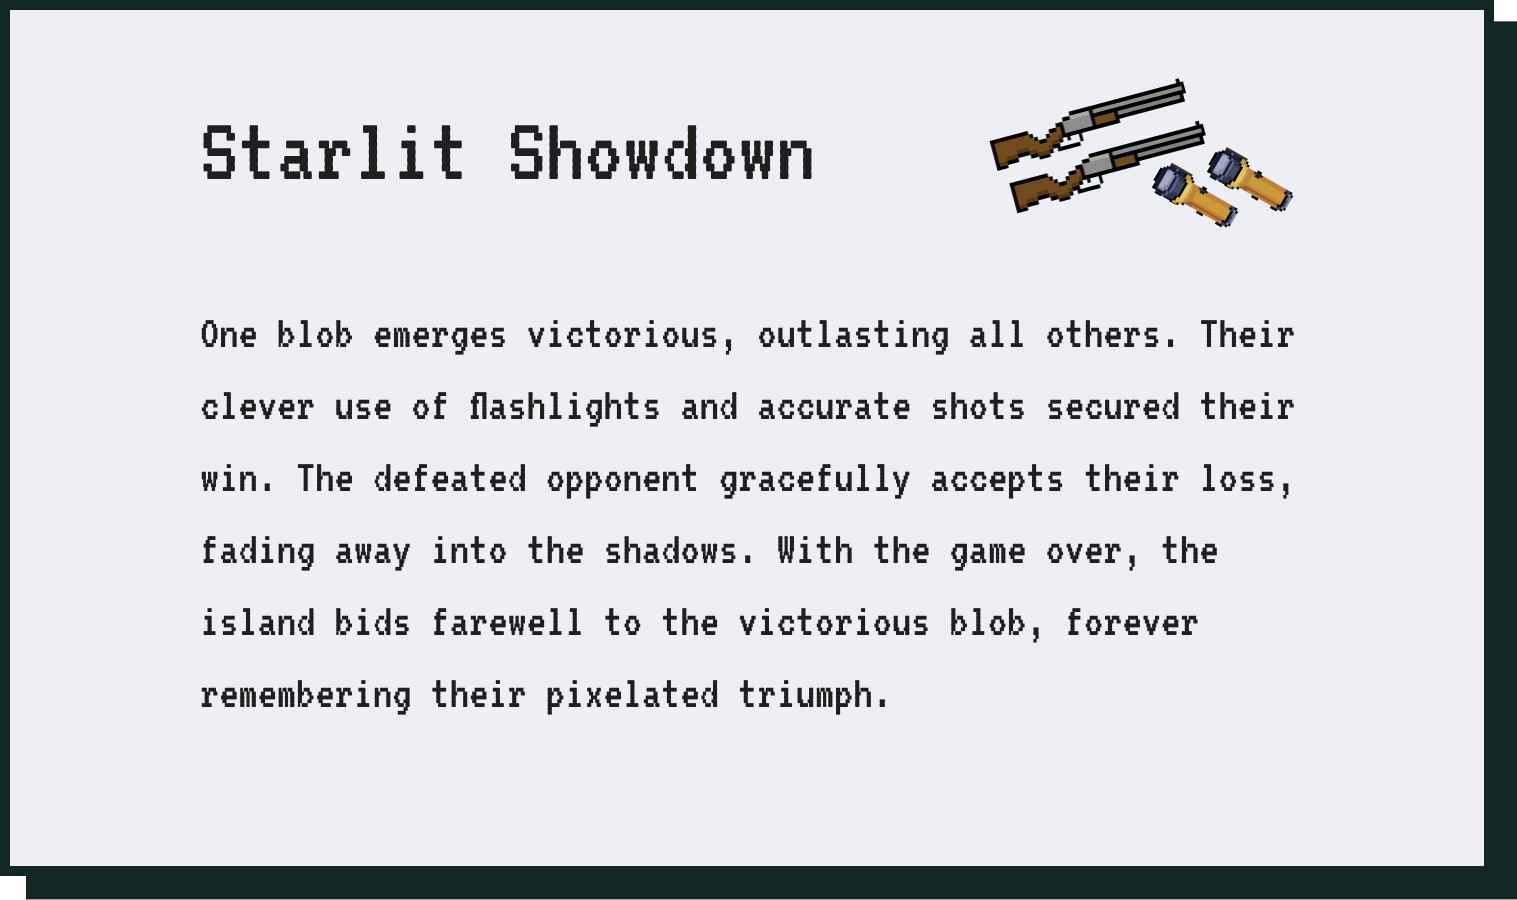 Starlit Showdown
One blob emerges victorious, outlasting all others. Their
clever use of flashlights and accurate shots secured their
win. The defeated opponent gracefully accepts their loss,
fading away into the shadows. With the game over, the
island bids farewell to the victorious blob, forever
remembering their pixelated triumph.